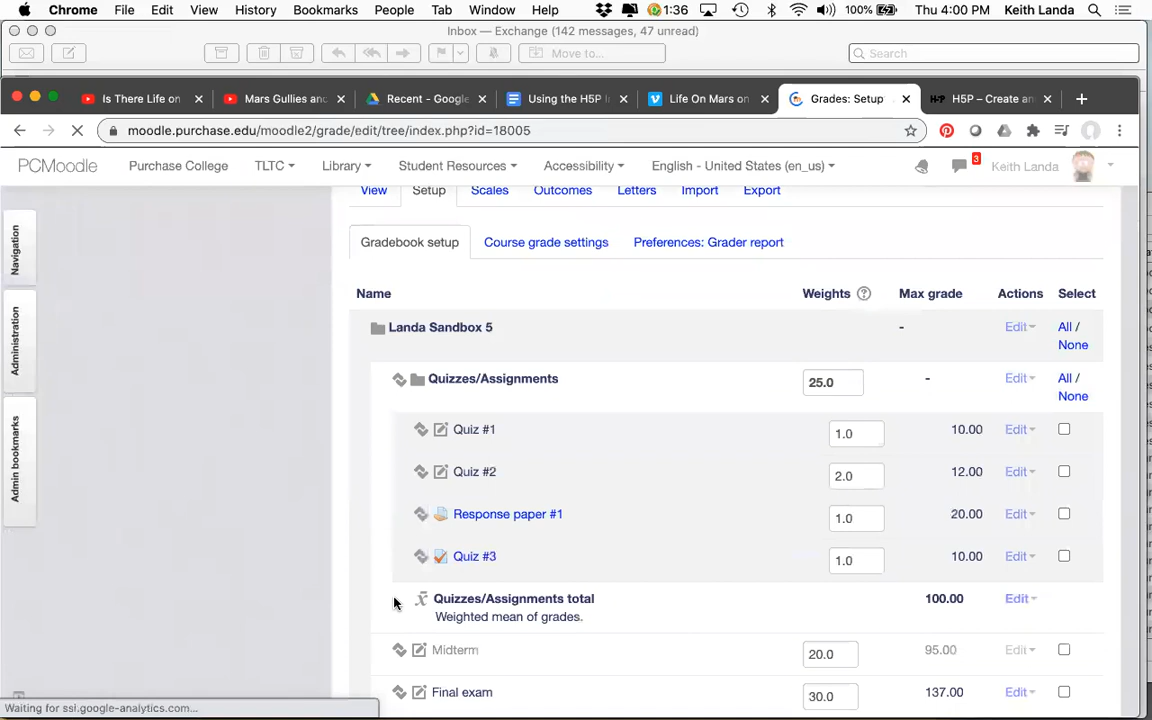 Chrome File Edit View History Bookmarks People Tab Window Help 1:36 100% Thu 4:00 PM Keith Landa
Inbox — Exchange (142 messages, 47 unread)
Move to...
Search
Is There Life on
Mars Gullies and
Recent - Google
Using the H5P I
Life On Mars on
Grades: Setup
H5P – Create an
moodle.purchase.edu/moodle2/grade/edit/tree/index.php?id=18005
PCMoodle Purchase College TLTC Library Student Resources Accessibility English - United States (en_us) 3 Keith Landa
View Setup Scales Outcomes Letters Import Export
Gradebook setup Course grade settings Preferences: Grader report
Name Weights Max grade Actions Select
Landa Sandbox 5 - Edit All /
None
Quizzes/Assignments 25.0 - Edit All /
None
Quiz #1 1.0 10.00 Edit
Quiz #2 2.0 12.00 Edit
Response paper #1 1.0 20.00 Edit
Quiz #3 1.0 10.00 Edit
Quizzes/Assignments total 100.00 Edit
Weighted mean of grades.
Midterm 20.0 95.00 Edit
Final exam 30.0 137.00 Edit
Navigation
Administration
Admin bookmarks
Waiting for ssl.google-analytics.com...